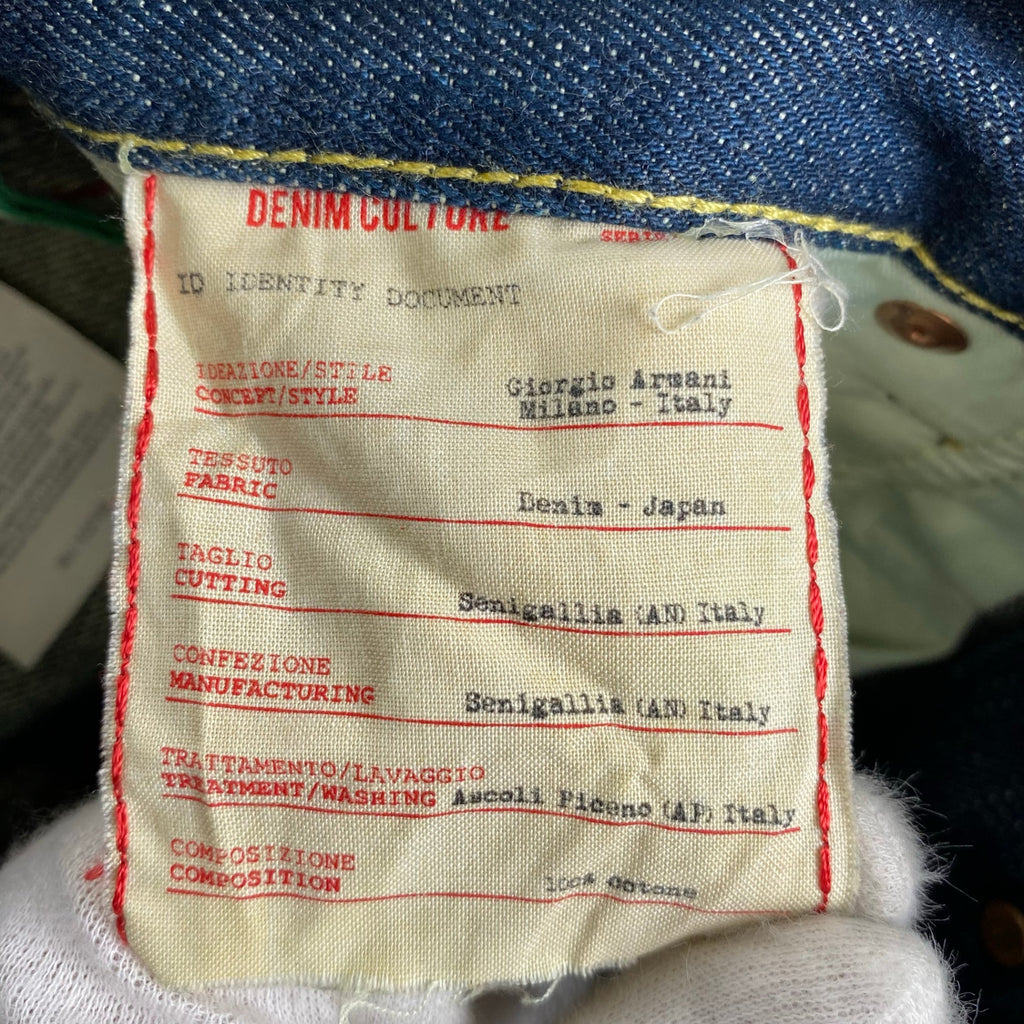 DENIM CULTURE
SERIE
ID IDENTITY DOCUMENT
IDEAZIONE/STILE
CONCEPT/STYLE
Giorgio Armani
Milano - Italy
TESSUTO
FABRIC
Denim - Japan
TAGLIO
CUTTING
Senigallia (AN) Italy
CONFEZIONE
MANUFACTURING
Senigallia (AN) Italy
TRATTAMENTO/LAVAGGIO
TREATMENT/WASHING Ascoli Piceno (AP) Italy
COMPOSIZIONE
COMPOSITION
100% Cotone